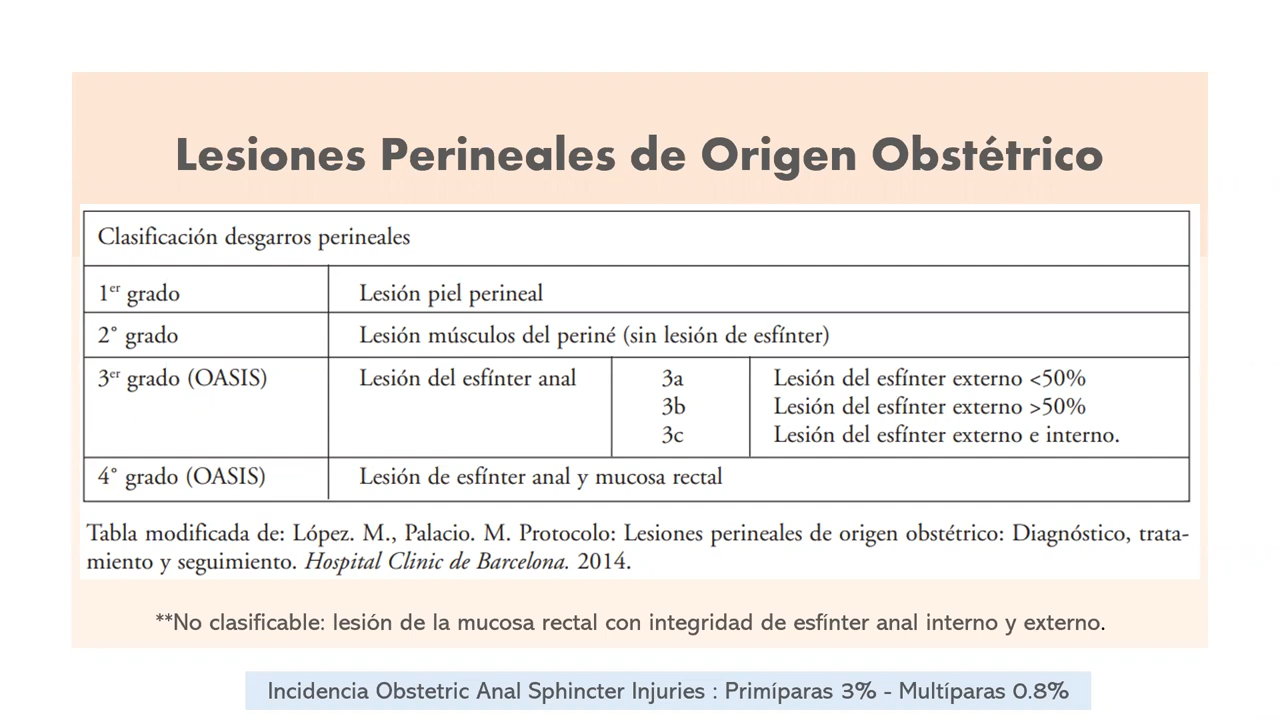 Lesiones Perineales de Origen Obstétrico
Clasificación desgarros perineales
1er grado Lesión piel perineal
2° grado Lesión músculos del periné (sin lesión de esfínter)
3er grado (OASIS) Lesión del esfínter anal 3a Lesión del esfínter externo <50%
3b Lesión del esfínter externo >50%
3c Lesión del esfínter externo e interno.
4° grado (OASIS) Lesión de esfínter anal y mucosa rectal
Tabla modificada de: López. M., Palacio. M. Protocolo: Lesiones perineales de origen obstétrico: Diagnóstico, trata-
miento y seguimiento. Hospital Clinic de Barcelona. 2014.
**No clasificable: lesión de la mucosa rectal con integridad de esfínter anal interno y externo.
Incidencia Obstetric Anal Sphincter Injuries : Primíparas 3% - Multíparas 0.8%